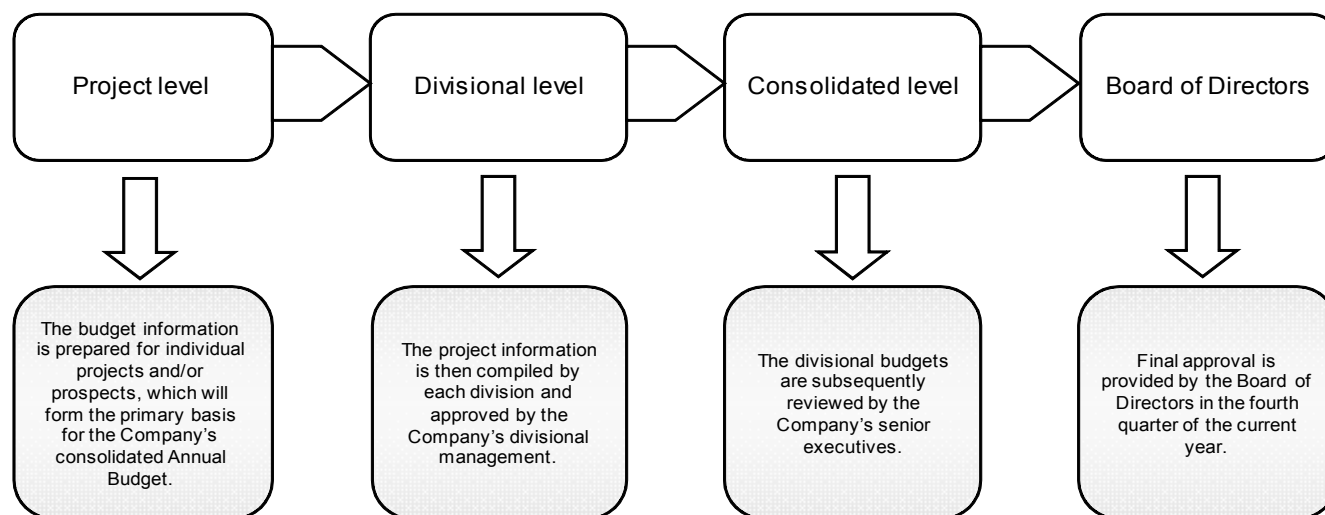 Project level
Divisional level
Consolidated level
Board of Directors
The budget information
is prepared for individual
projects and/or
prospects, which will
form the primary basis
for the Company's
consolidated Annual
Budget.
The project information
is then compiled by
each division and
approved by the
Company's divisional
management.
The divisional budgets
are subsequently
reviewed by the
Company's senior
executives.
Final approval is
provided by the Board of
Directors in the fourth
quarter of the current
year.